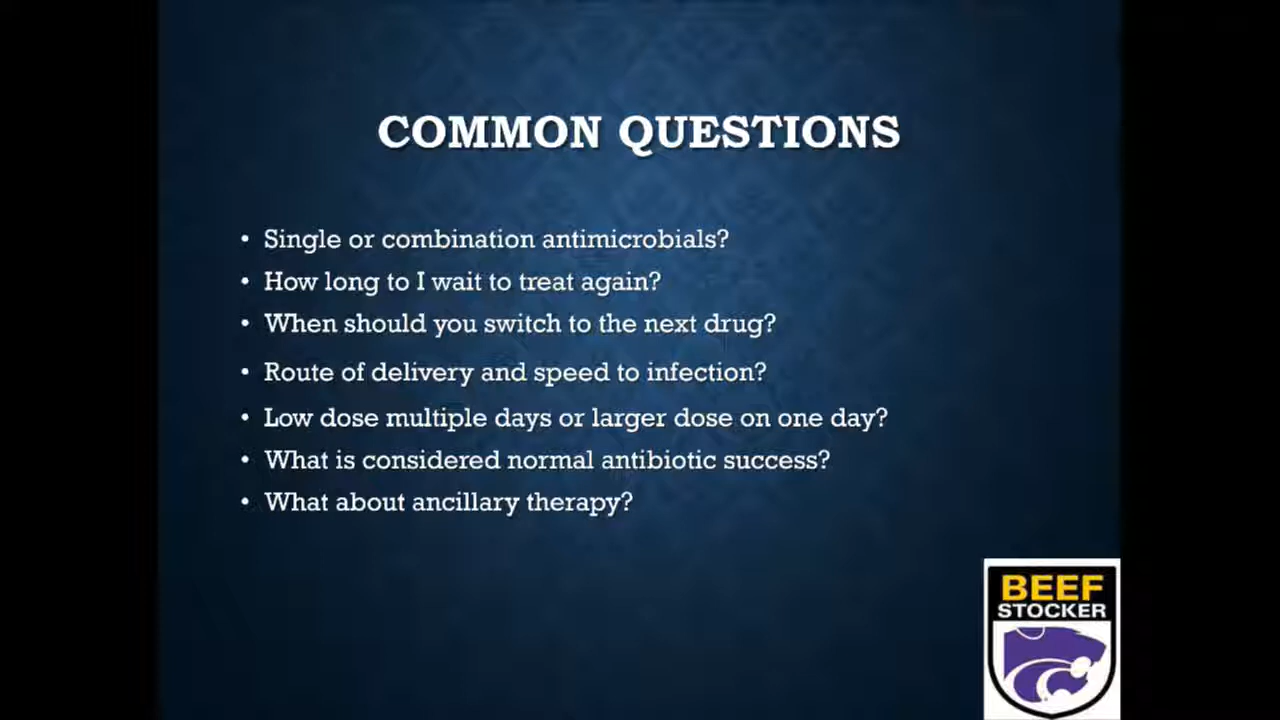 COMMON QUESTIONS
• Single or combination antimicrobials?
• How long to I wait to treat again?
• When should you switch to the next drug?
• Route of delivery and speed to infection?
• Low dose multiple days or larger dose on one day?
• What is considered normal antibiotic success?
• What about ancillary therapy?
BEEF
STOCKER